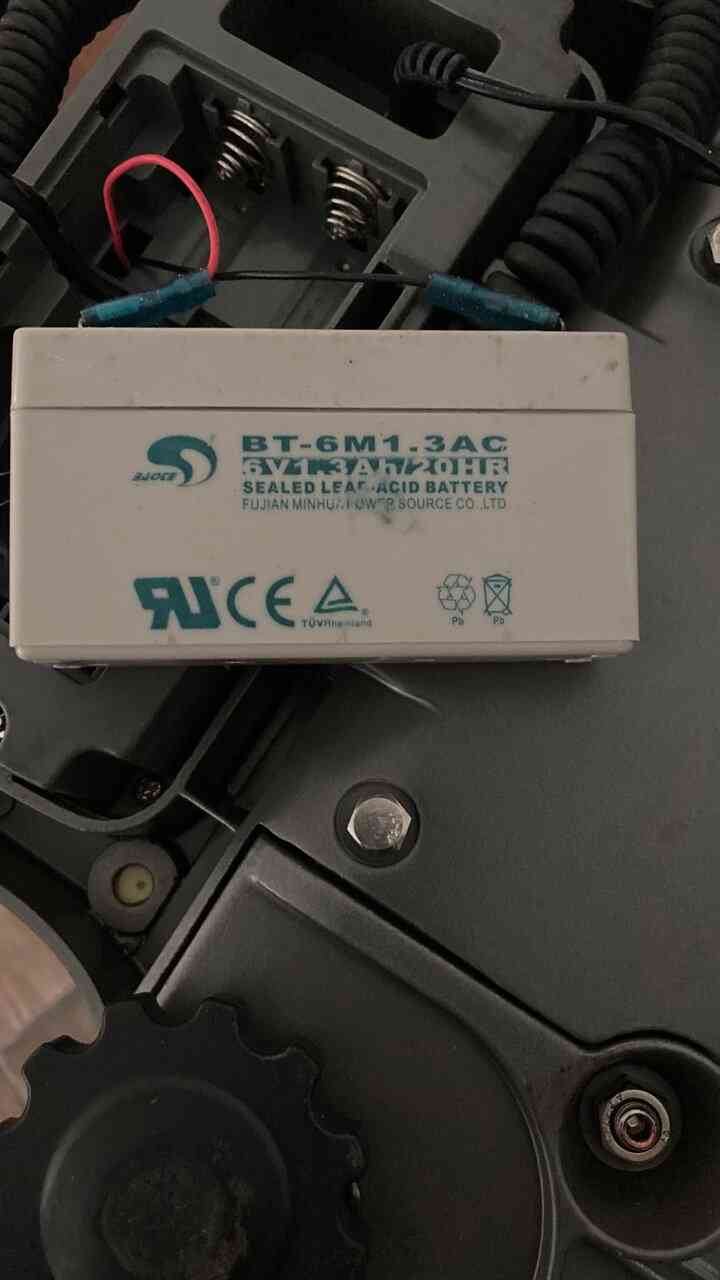 BT-6M1.3AC
6V1.3Ah/20HR
SEALED LEAD-ACID BATTERY
FUJIAN MINHUA POWER SOURCE CO.,LTD
CE
TÜVRheinland
Pb
Pb